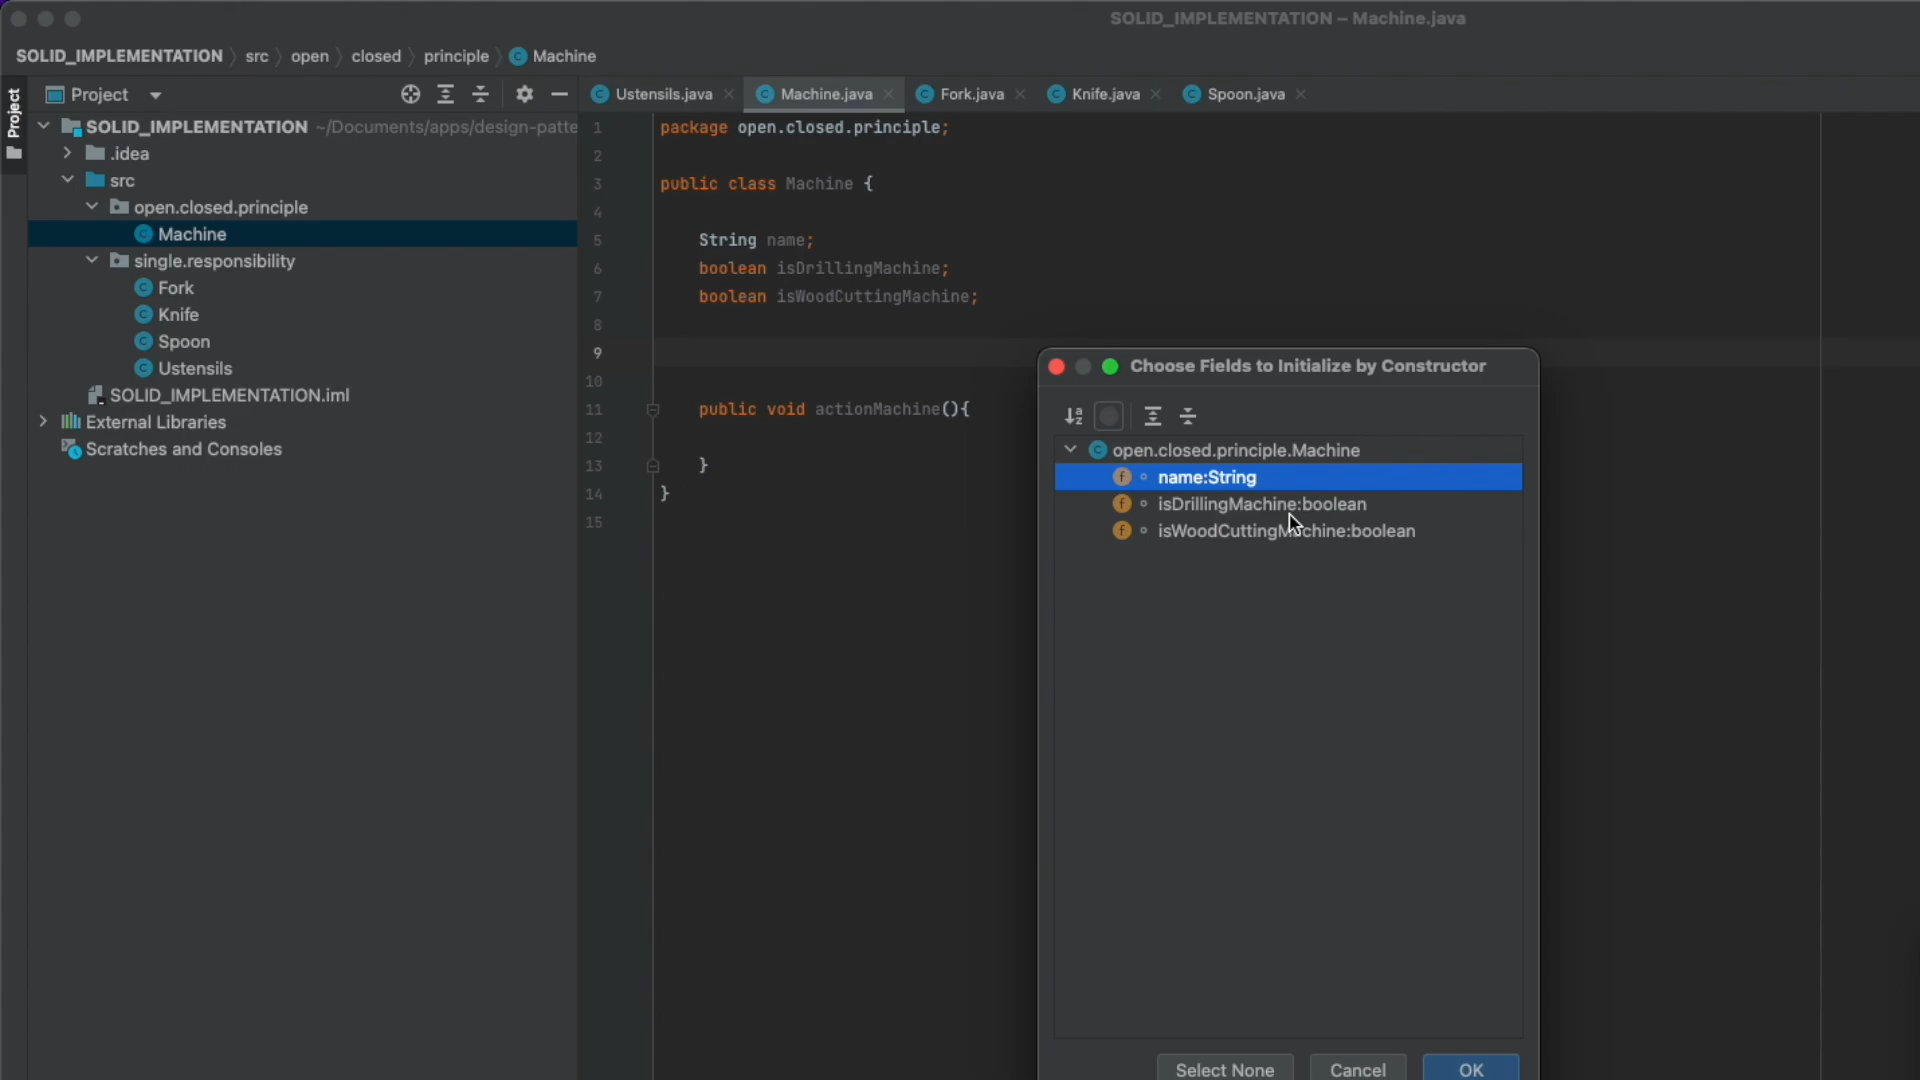 SOLID_IMPLEMENTATION – Machine.java
SOLID_IMPLEMENTATION src open closed principle Machine
Project
Project
Ustensils.java Machine.java Fork.java Knife.java Spoon.java
SOLID_IMPLEMENTATION ~/Documents/apps/design-patte
.idea
src
open.closed.principle
Machine
single.responsibility
Fork
Knife
Spoon
Ustensils
SOLID_IMPLEMENTATION.iml
External Libraries
Scratches and Consoles
1 package open.closed.principle;
2
3 public class Machine {
4
5 String name;
6 boolean isDrillingMachine;
7 boolean isWoodCuttingMachine;
8
9
10
11 public void actionMachine(){
12
13 }
14 }
15
Choose Fields to Initialize by Constructor
open.closed.principle.Machine
name:String
isDrillingMachine:boolean
isWoodCuttingMachine:boolean
Select None Cancel OK